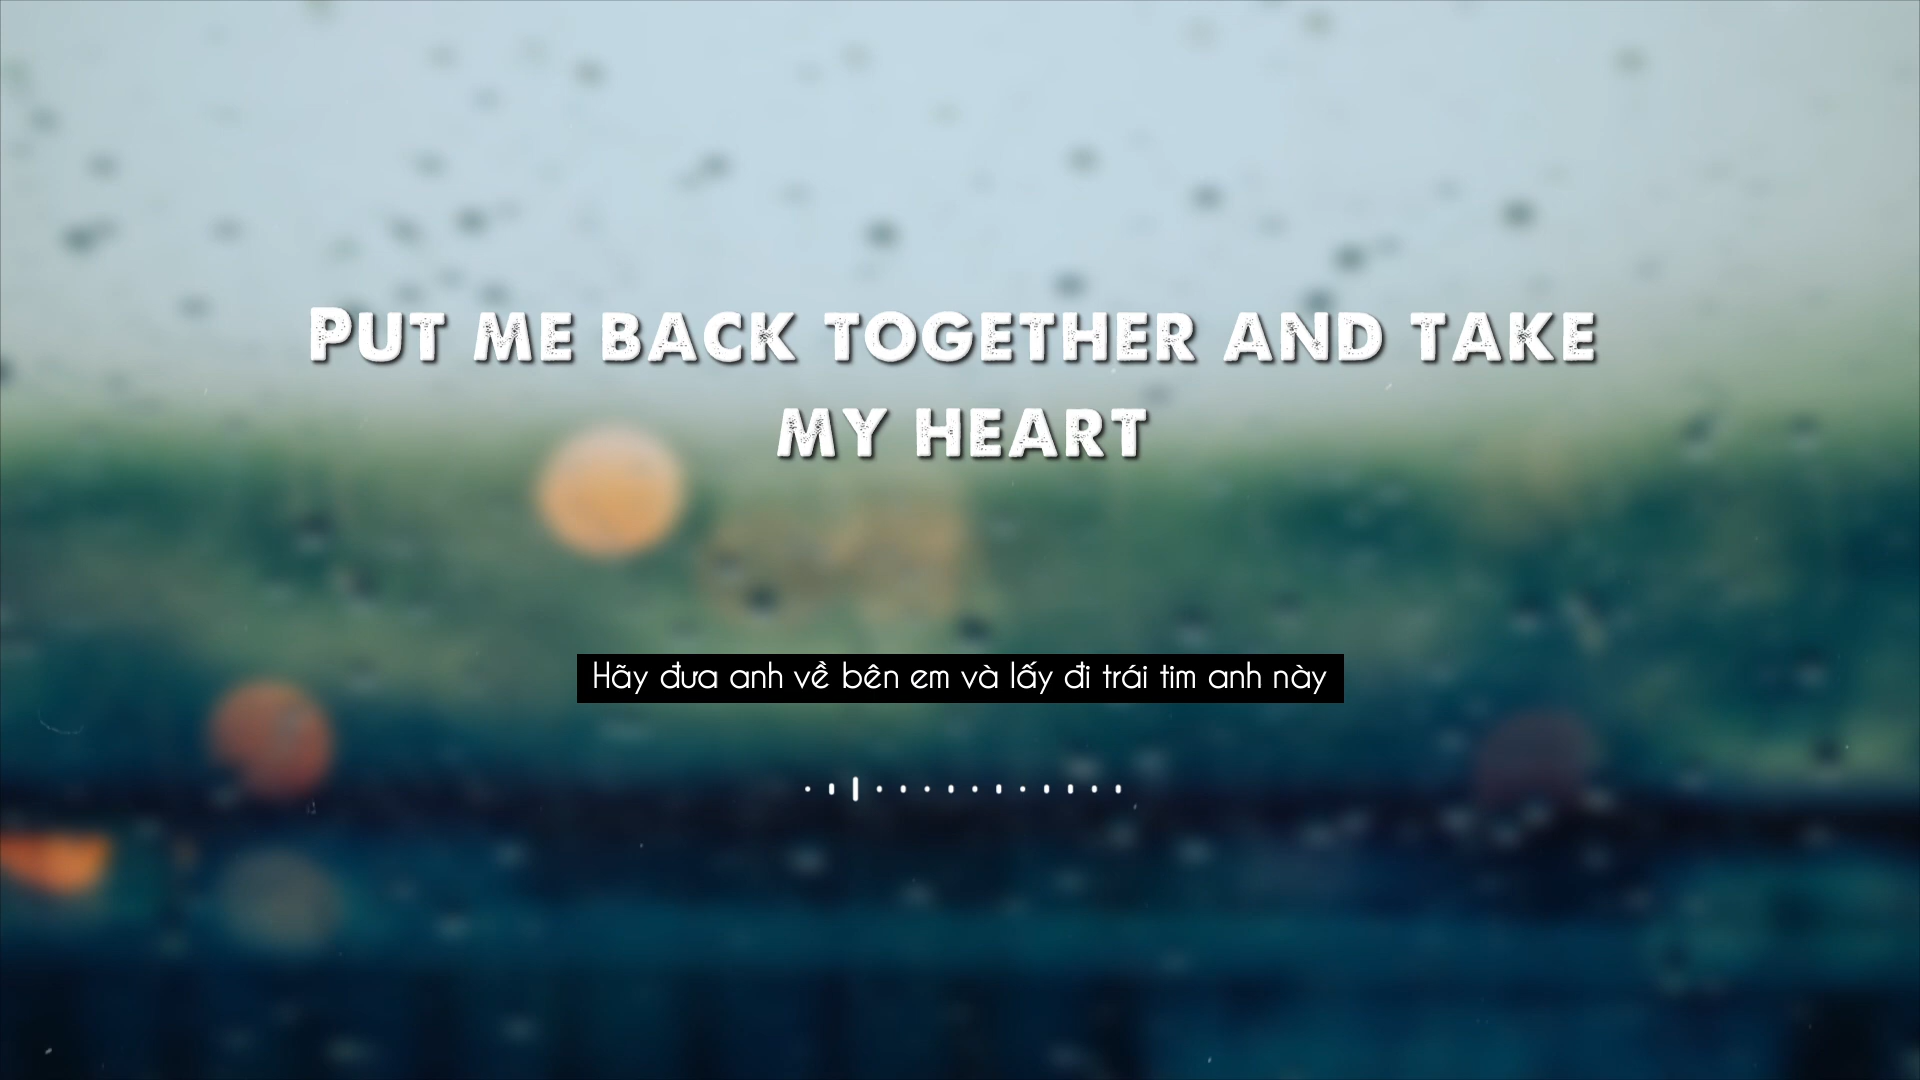 Put me back together and take
my heart
Hãy đưa anh về bên em và lấy đi trái tim anh này